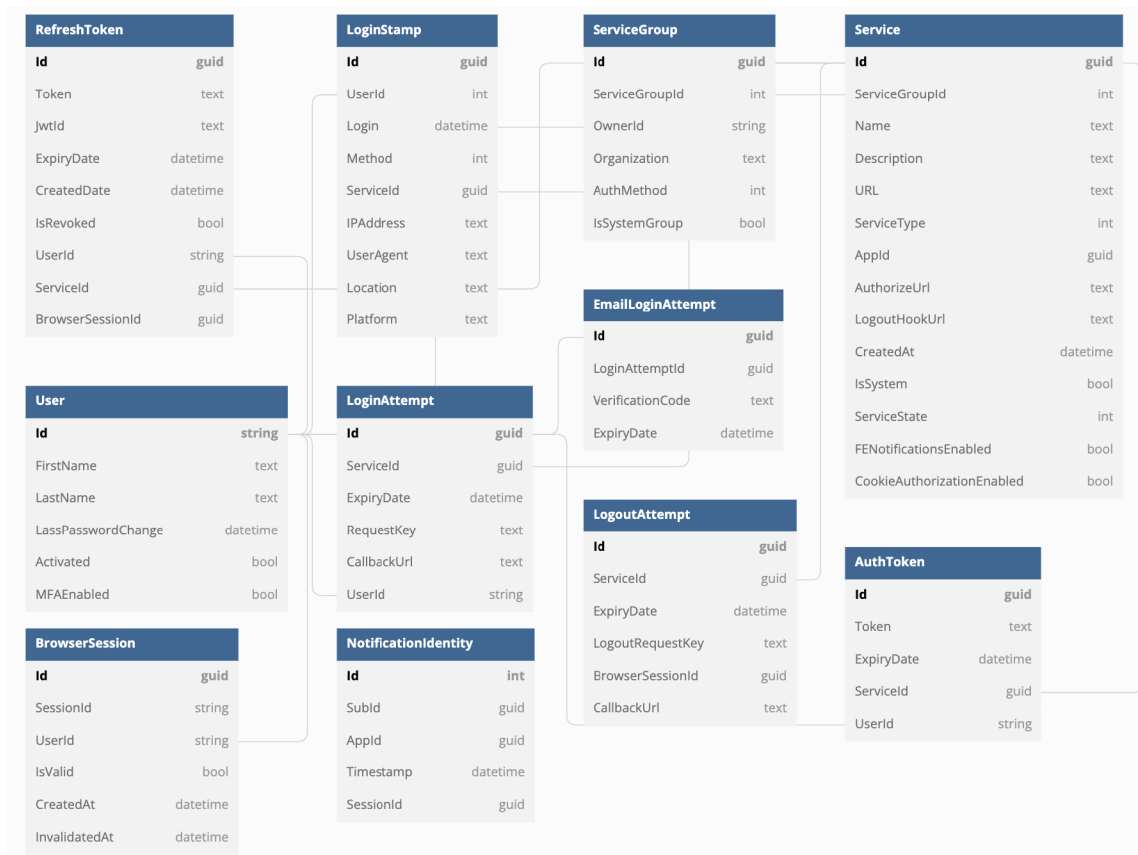 RefreshToken
Id guid
Token text
JwtId text
ExpiryDate datetime
CreatedDate datetime
IsRevoked bool
UserId string
ServiceId guid
BrowserSessionId guid
LoginStamp
Id guid
UserId int
Login datetime
Method int
ServiceId guid
IPAddress text
UserAgent text
Location text
Platform text
ServiceGroup
Id guid
ServiceGroupId int
OwnerId string
Organization text
AuthMethod int
IsSystemGroup bool
Service
Id guid
ServiceGroupId int
Name text
Description text
URL text
ServiceType int
AppId guid
AuthorizeUrl text
LogoutHookUrl text
CreatedAt datetime
IsSystem bool
ServiceState int
FENotificationsEnabled bool
CookieAuthorizationEnabled bool
EmailLoginAttempt
Id guid
LoginAttemptId guid
VerificationCode text
ExpiryDate datetime
User
Id string
FirstName text
LastName text
LassPasswordChange datetime
Activated bool
MFAEnabled bool
LoginAttempt
Id guid
ServiceId guid
ExpiryDate datetime
RequestKey text
CallbackUrl text
UserId string
LogoutAttempt
Id guid
ServiceId guid
ExpiryDate datetime
LogoutRequestKey text
BrowserSessionId guid
CallbackUrl text
AuthToken
Id guid
Token text
ExpiryDate datetime
ServiceId guid
UserId string
BrowserSession
Id guid
SessionId string
UserId string
IsValid bool
CreatedAt datetime
InvalidatedAt datetime
NotificationIdentity
Id int
SubId guid
AppId guid
Timestamp datetime
SessionId guid